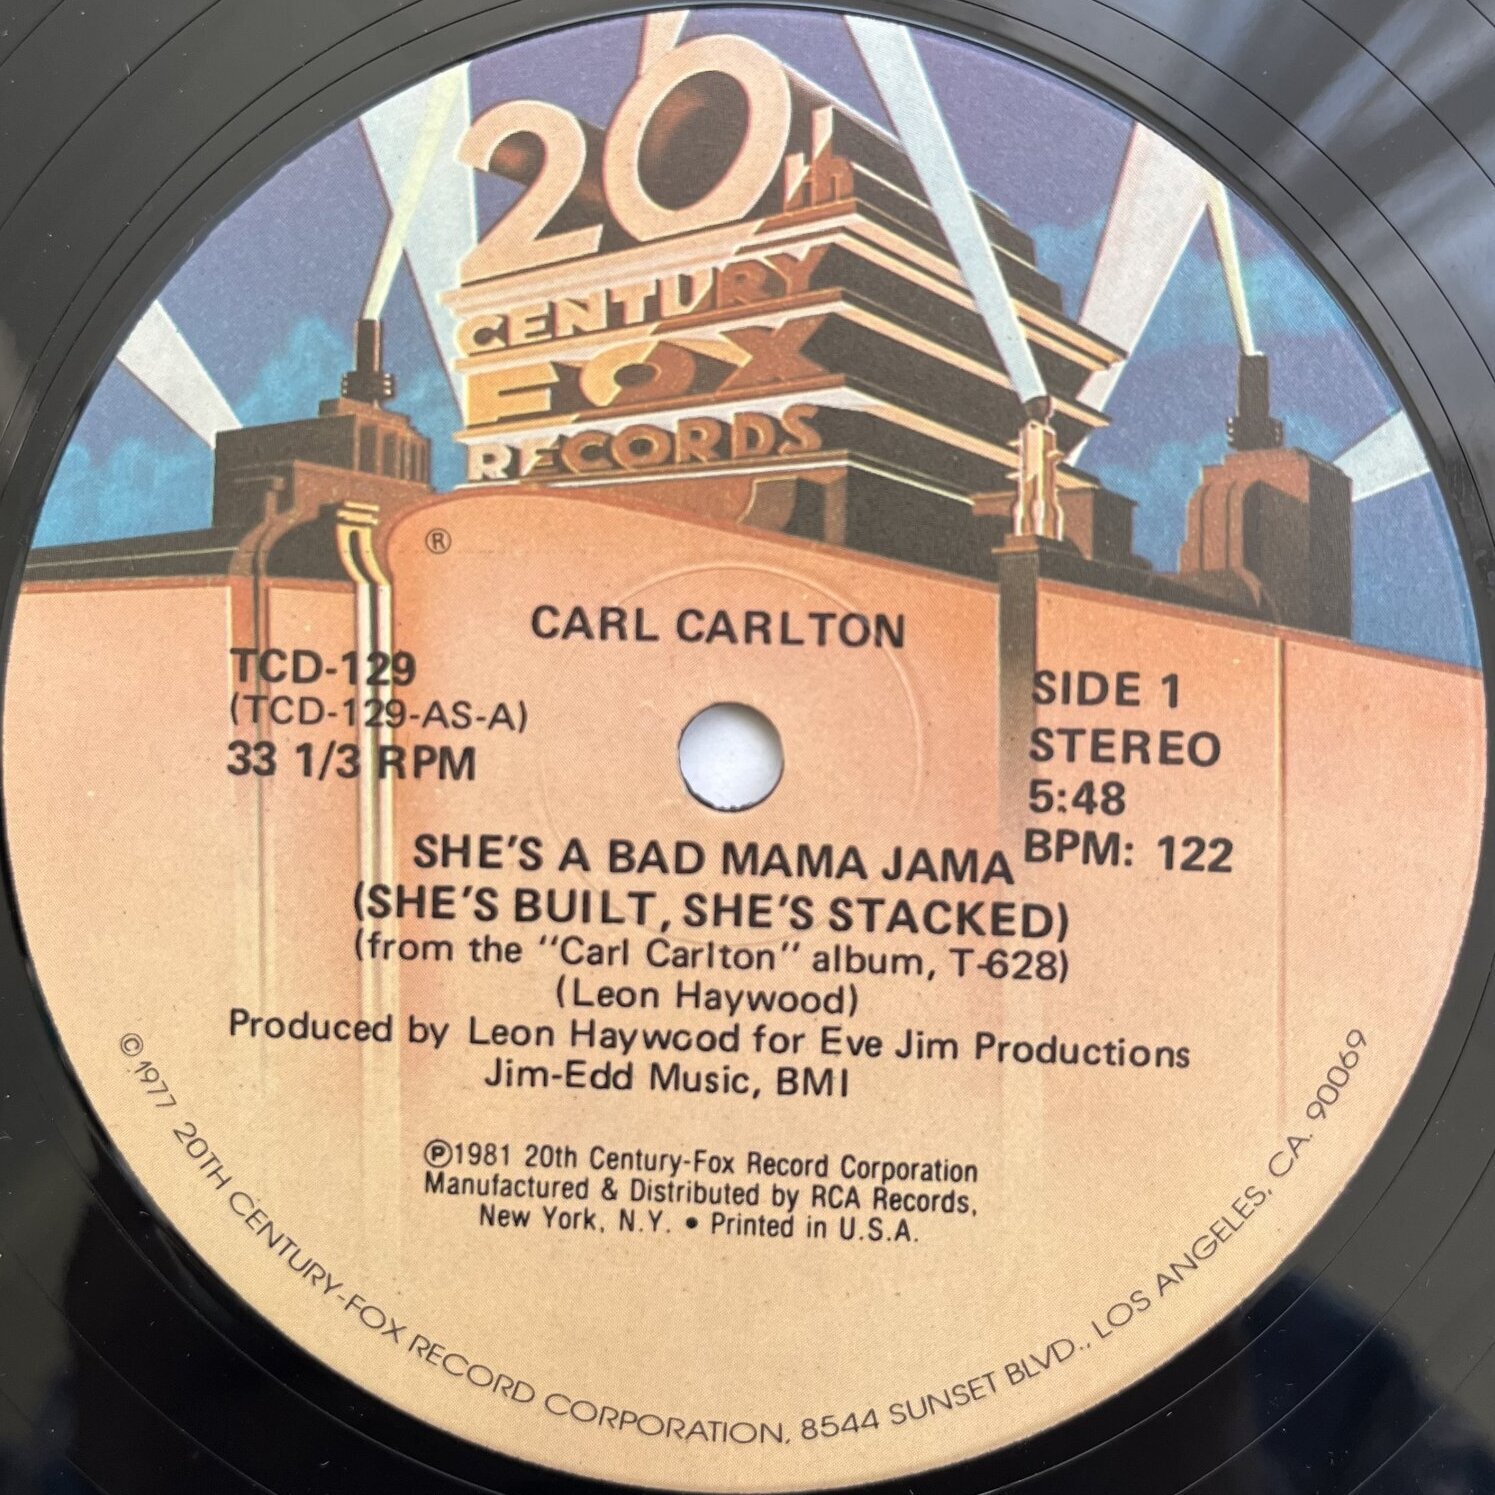 20th
CENTURY
FOX
RECORDS
®
CARL CARLTON
TCD-129
(TCD-129-AS-A)
33 1/3 RPM
SIDE 1
STEREO
5:48
BPM: 122
SHE'S A BAD MAMA JAMA
(SHE'S BUILT, SHE'S STACKED)
(from the "Carl Carlton" album, T-628)
(Leon Haywood)
Produced by Leon Haywood for Eve Jim Productions
Jim-Edd Music, BMI
℗1981 20th Century-Fox Record Corporation
Manufactured & Distributed by RCA Records,
New York, N.Y. • Printed in U.S.A.
©1977 20TH CENTURY-FOX RECORD CORPORATION, 8544 SUNSET BLVD., LOS ANGELES, CA. 90069